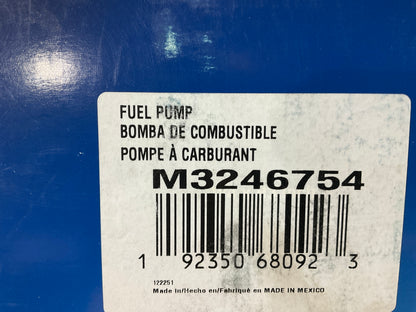 FUEL PUMP
BOMBA DE COMBUSTIBLE
POMPE À CARBURANT
M3246754
1 92350 68092 3
122251
Made in/Hecho en/Fabriqué en MADE IN MEXICO